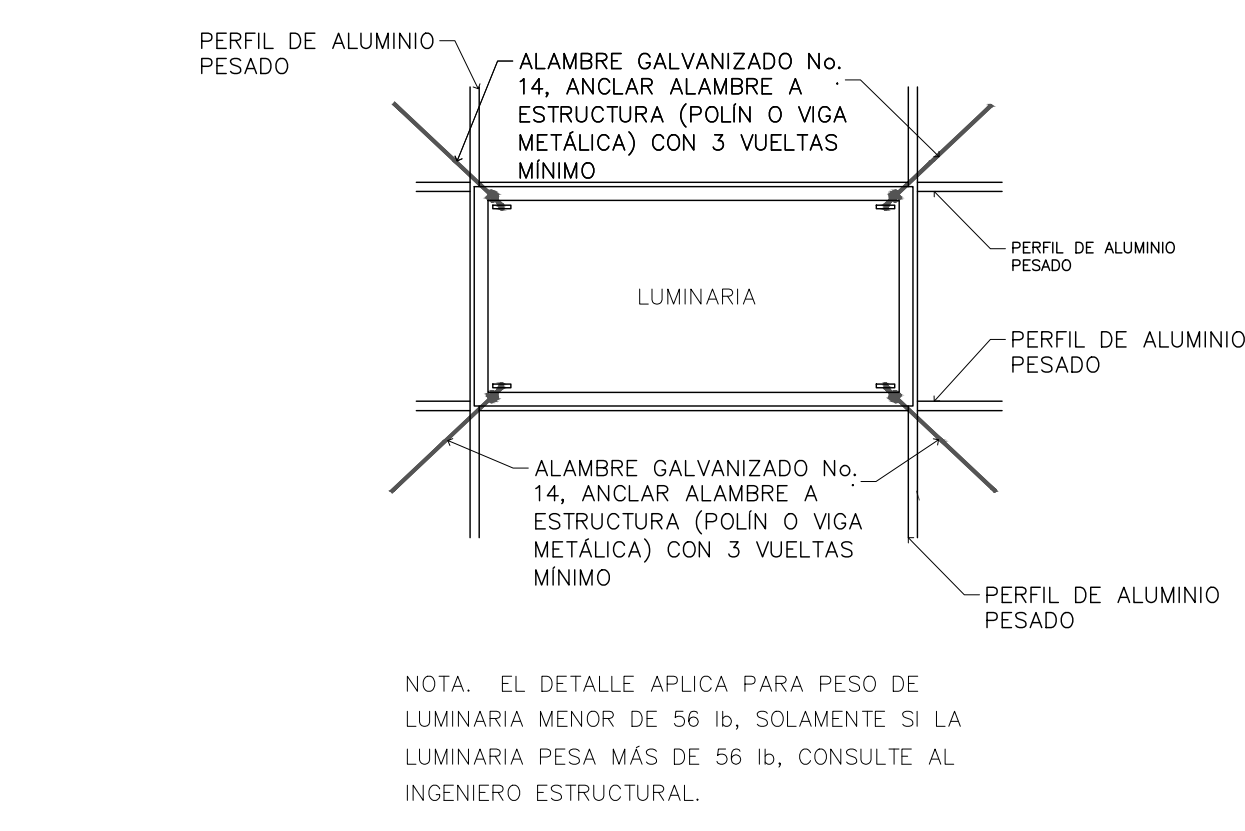 PERFIL DE ALUMINIO
PESADO
ALAMBRE GALVANIZADO No.
14, ANCLAR ALAMBRE A
ESTRUCTURA (POLÍN O VIGA
METÁLICA) CON 3 VUELTAS
MÍNIMO
PERFIL DE ALUMINIO
PESADO
LUMINARIA
PERFIL DE ALUMINIO
PESADO
ALAMBRE GALVANIZADO No.
14, ANCLAR ALAMBRE A
ESTRUCTURA (POLÍN O VIGA
METÁLICA) CON 3 VUELTAS
MÍNIMO
PERFIL DE ALUMINIO
PESADO
NOTA. EL DETALLE APLICA PARA PESO DE
LUMINARIA MENOR DE 56 lb, SOLAMENTE SI LA
LUMINARIA PESA MÁS DE 56 lb, CONSULTE AL
INGENIERO ESTRUCTURAL.